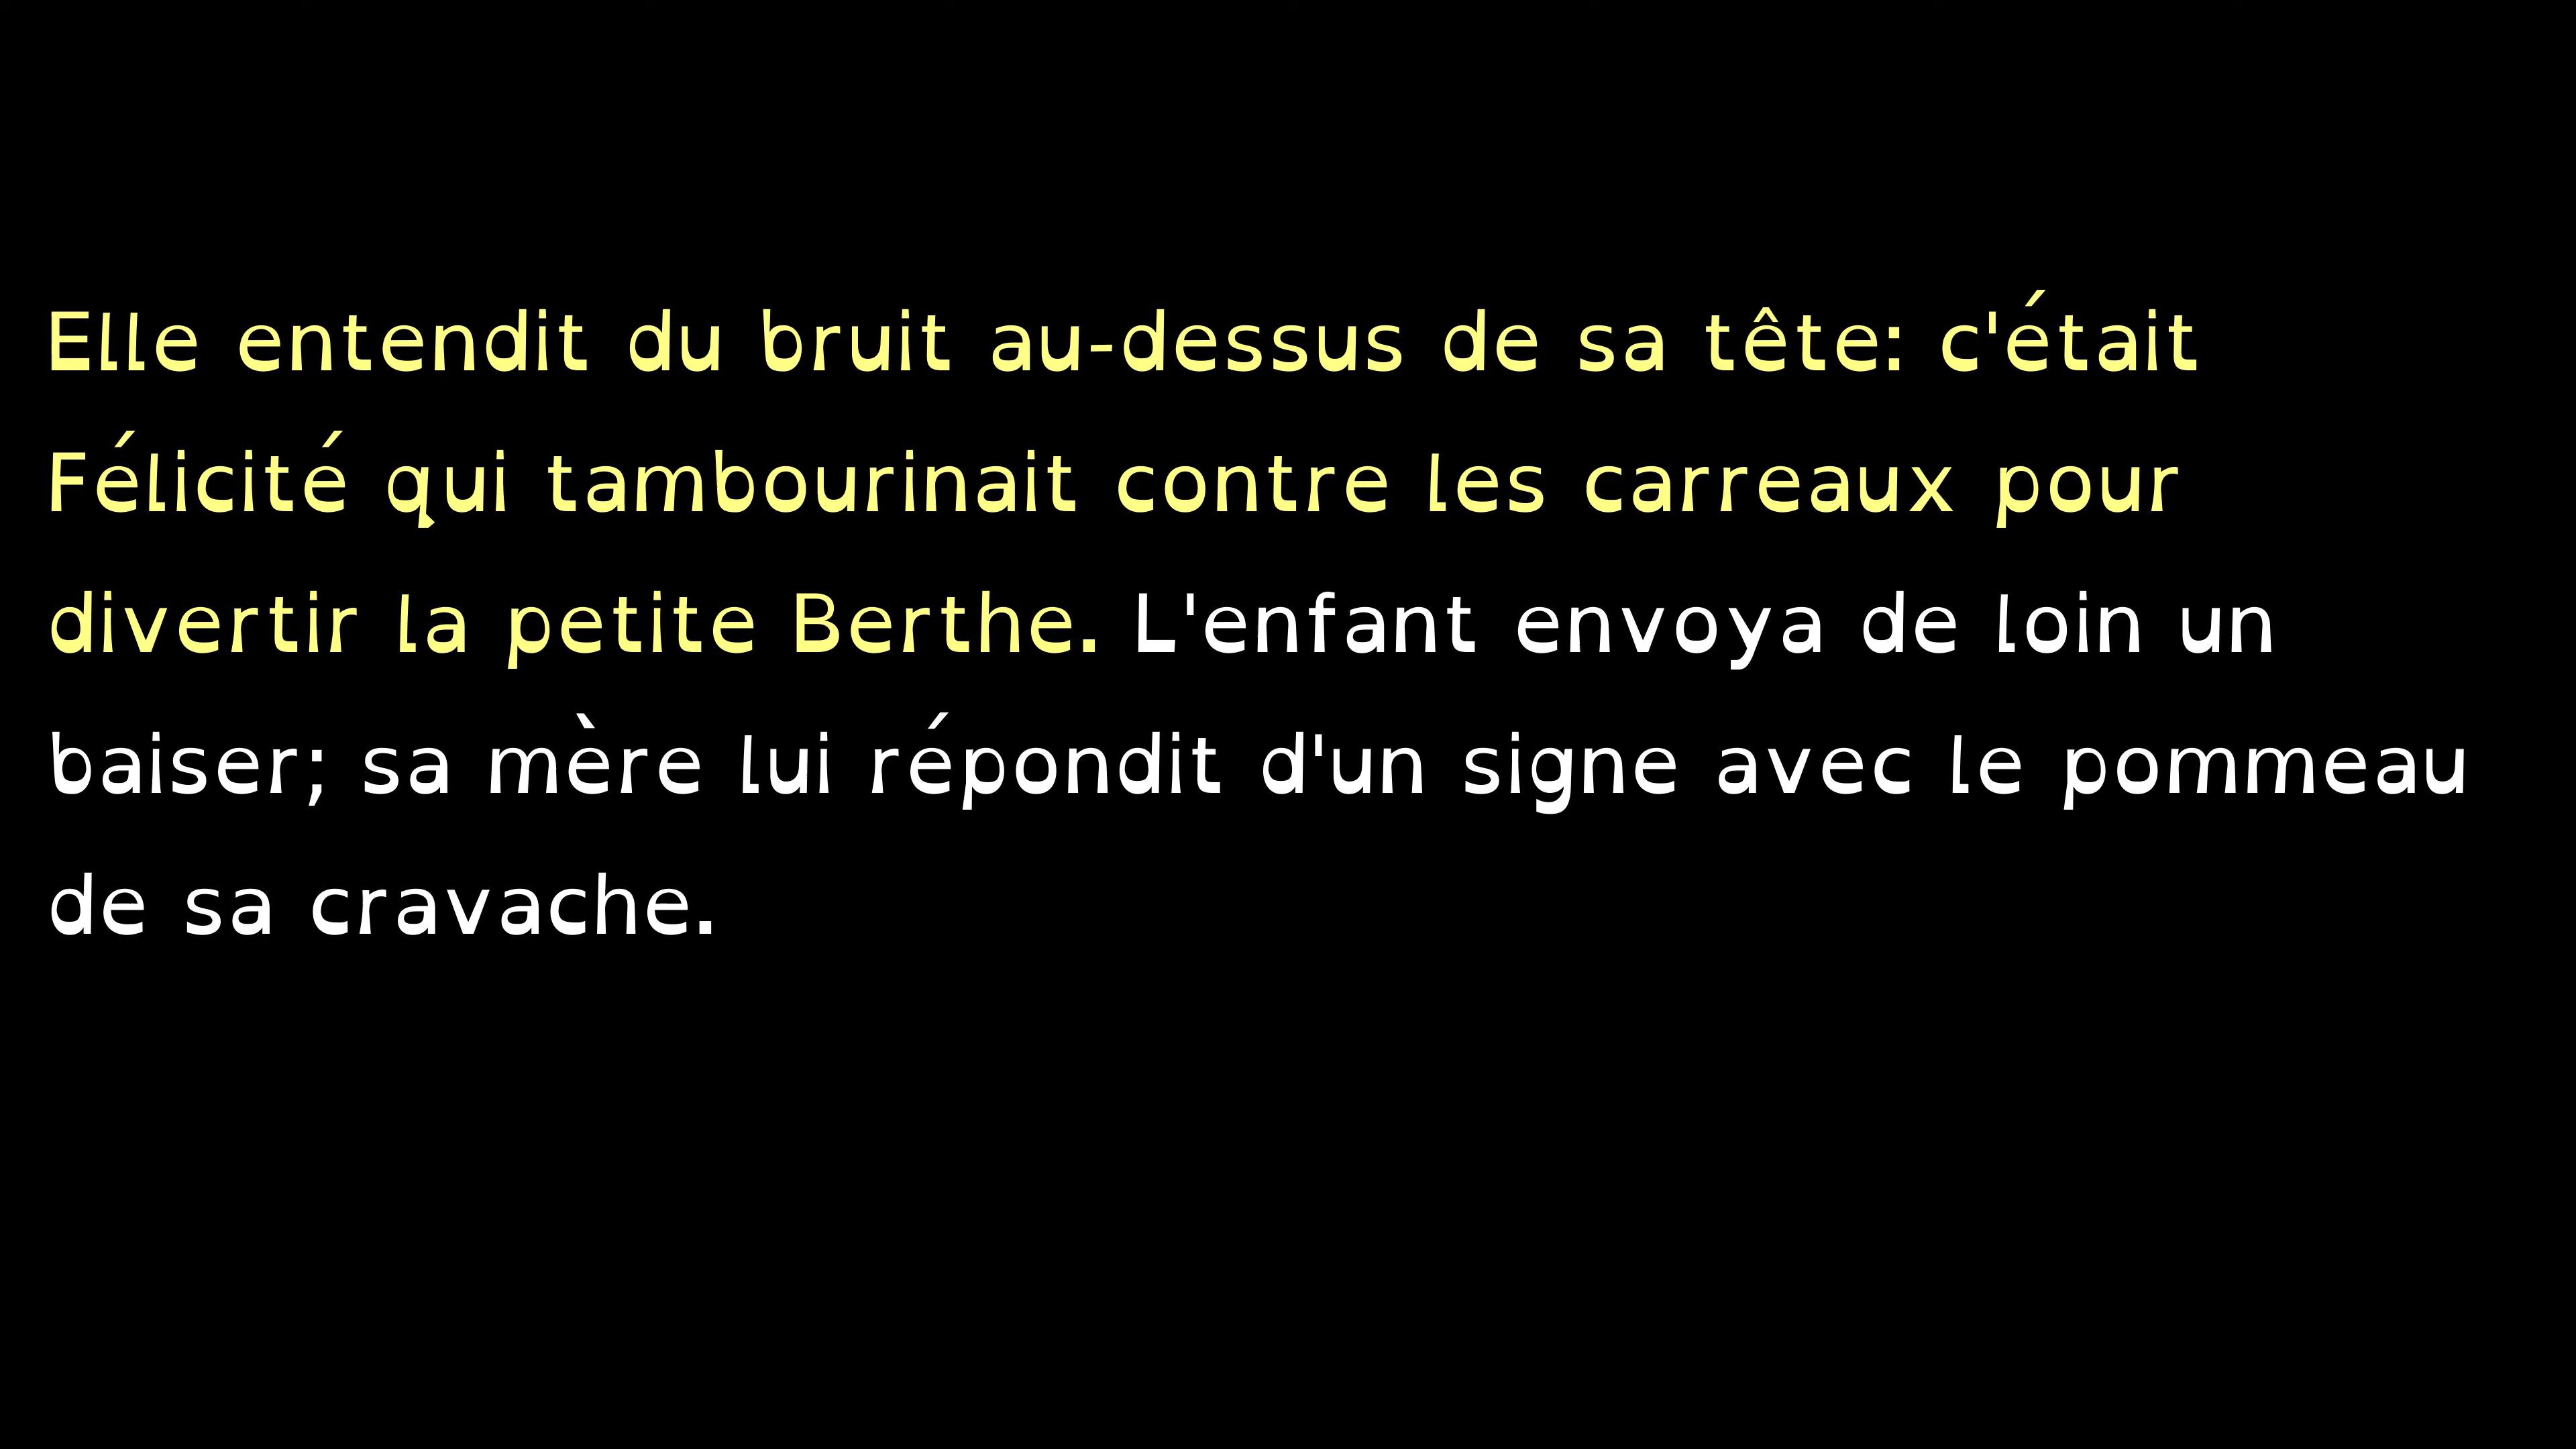 Elle entendit du bruit au-dessus de sa tête: c'était
Félicité qui tambourinait contre les carreaux pour
divertir la petite Berthe. L'enfant envoya de loin un
baiser; sa mère lui répondit d'un signe avec le pommeau
de sa cravache.